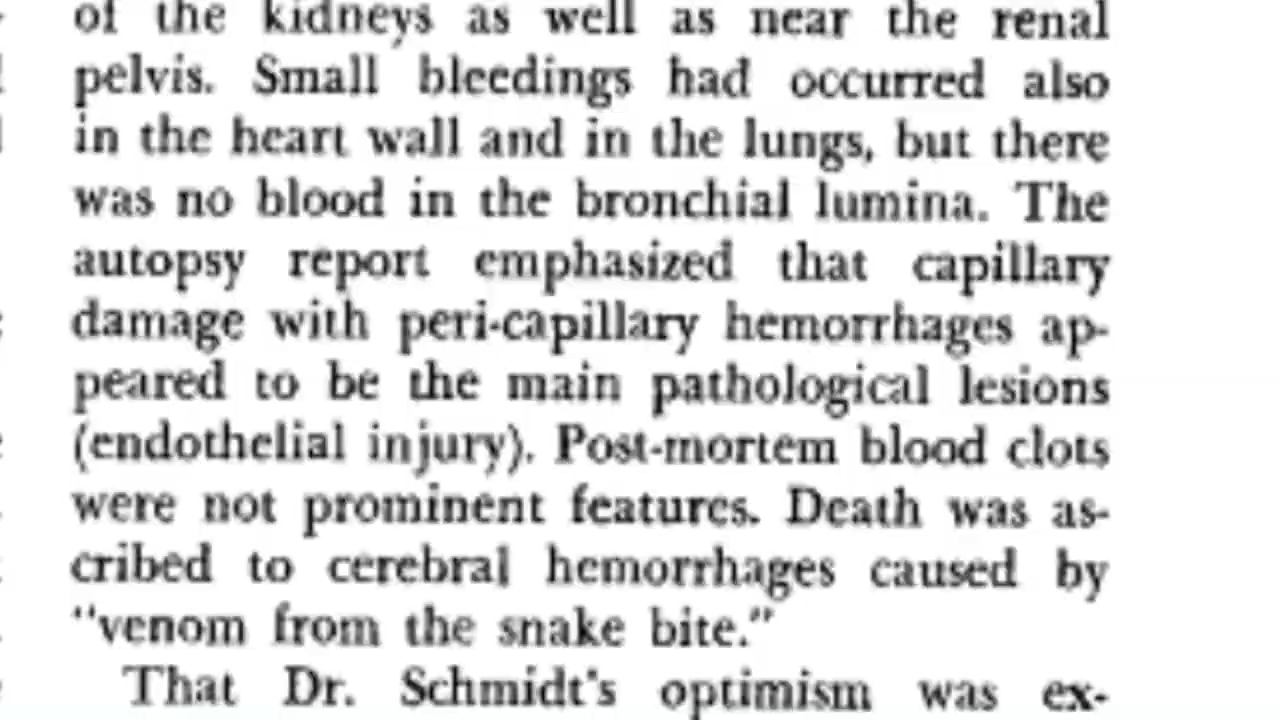 of the kidneys as well as near the renal
pelvis. Small bleedings had occurred also
in the heart wall and in the lungs, but there
was no blood in the bronchial lumina. The
autopsy report emphasized that capillary
damage with peri-capillary hemorrhages ap-
peared to be the main pathological lesions
(endothelial injury). Post-mortem blood clots
were not prominent features. Death was as-
cribed to cerebral hemorrhages caused by
"venom from the snake bite."
That Dr. Schmidt's optimism was ex-